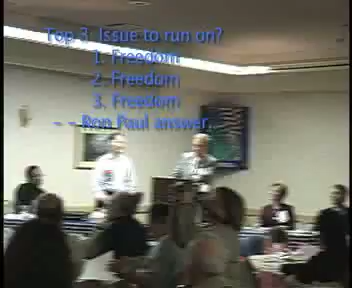 Top 3 Issue to run on?
1. Freedom
2. Freedom
3. Freedom
- - Ron Paul answer...